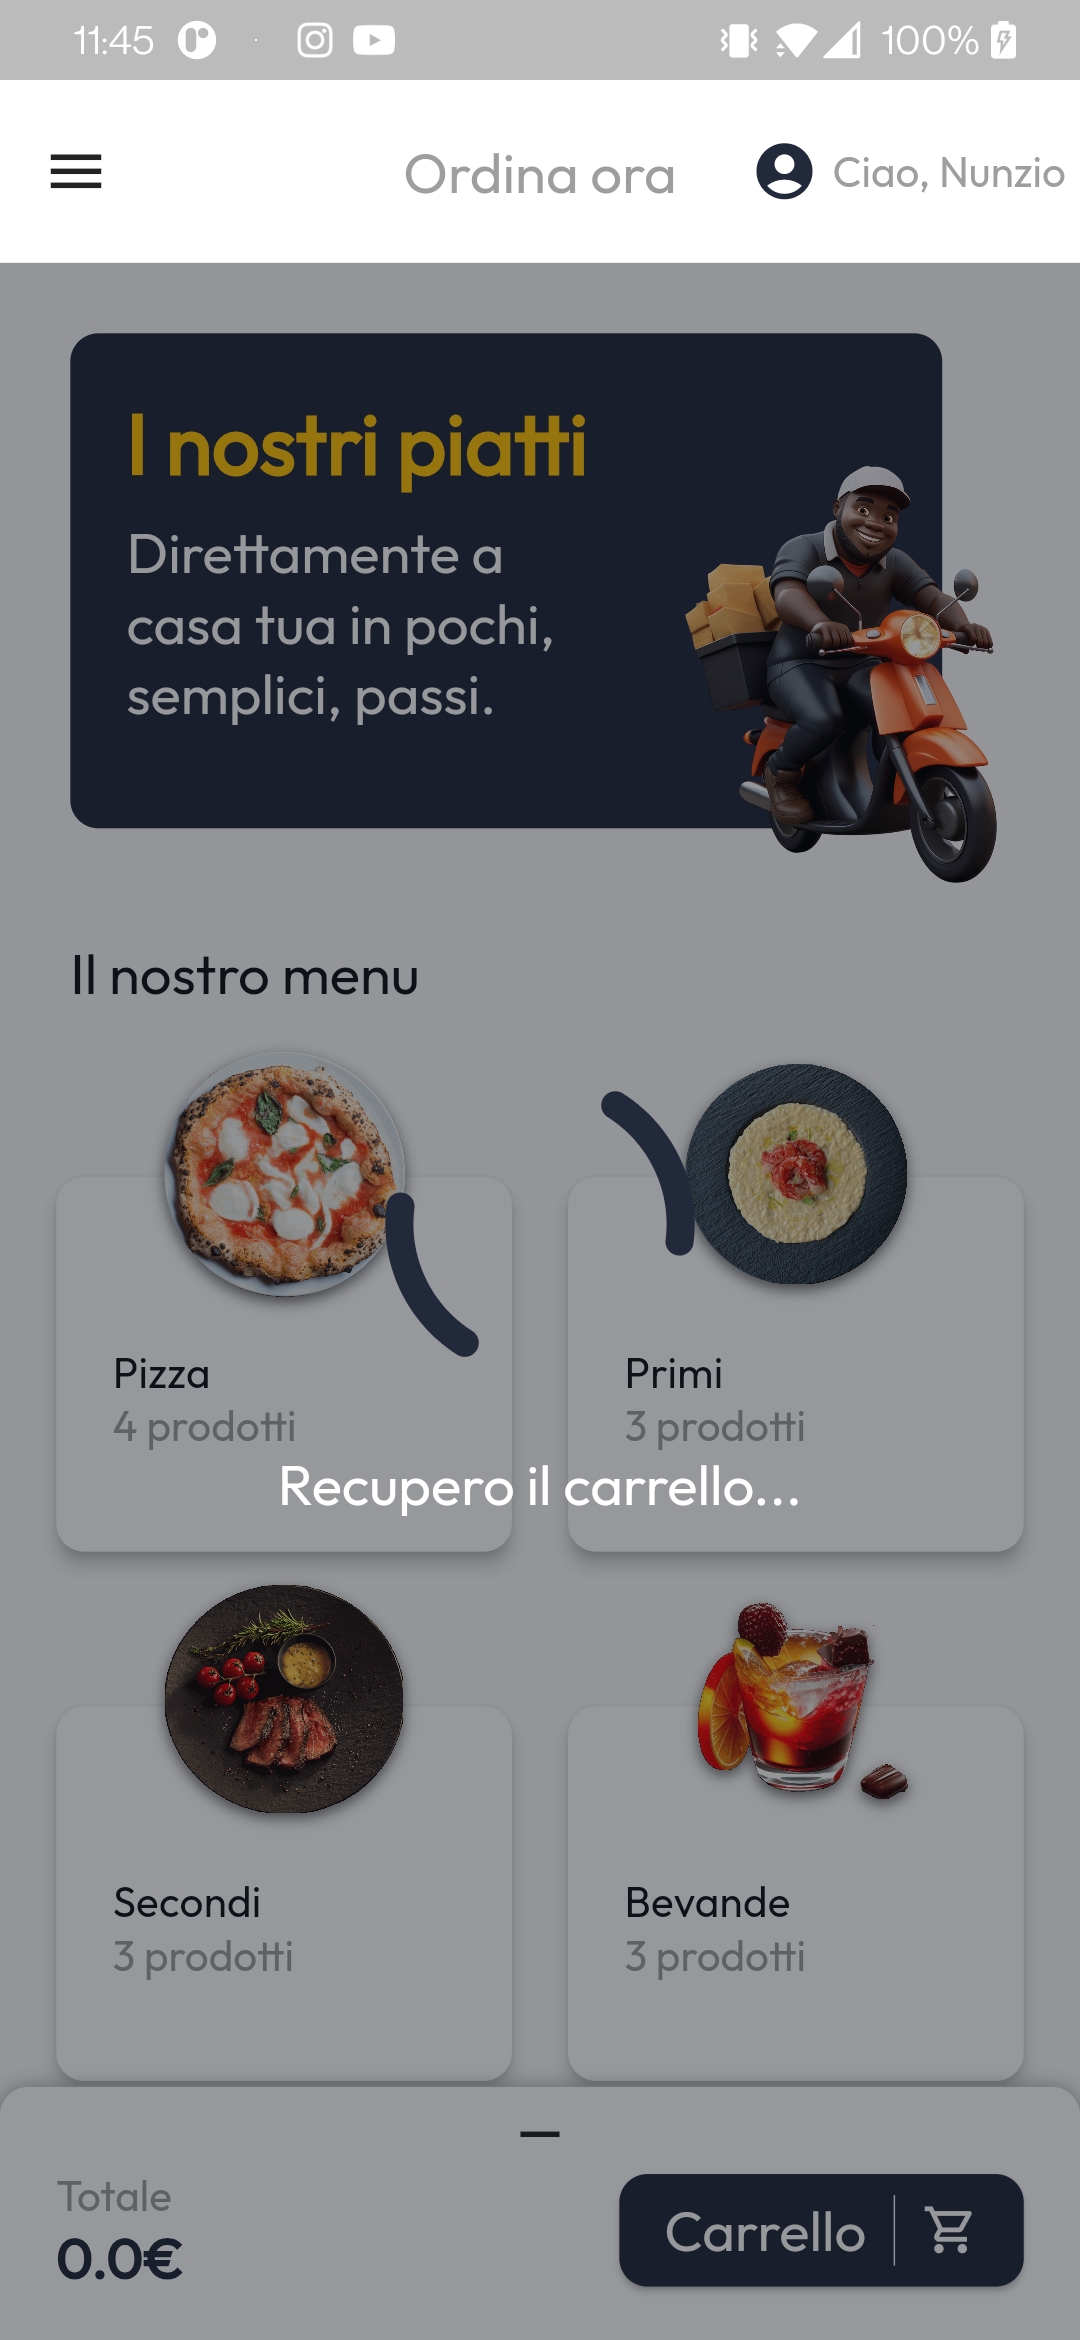 11:45
100%
Ordina ora
Ciao, Nunzio
I nostri piatti
Direttamente a
casa tua in pochi,
semplici, passi.
Il nostro menu
Pizza
4 prodotti
Primi
3 prodotti
Recupero il carrello...
Secondi
3 prodotti
Bevande
3 prodotti
Totale
0.0€
Carrello